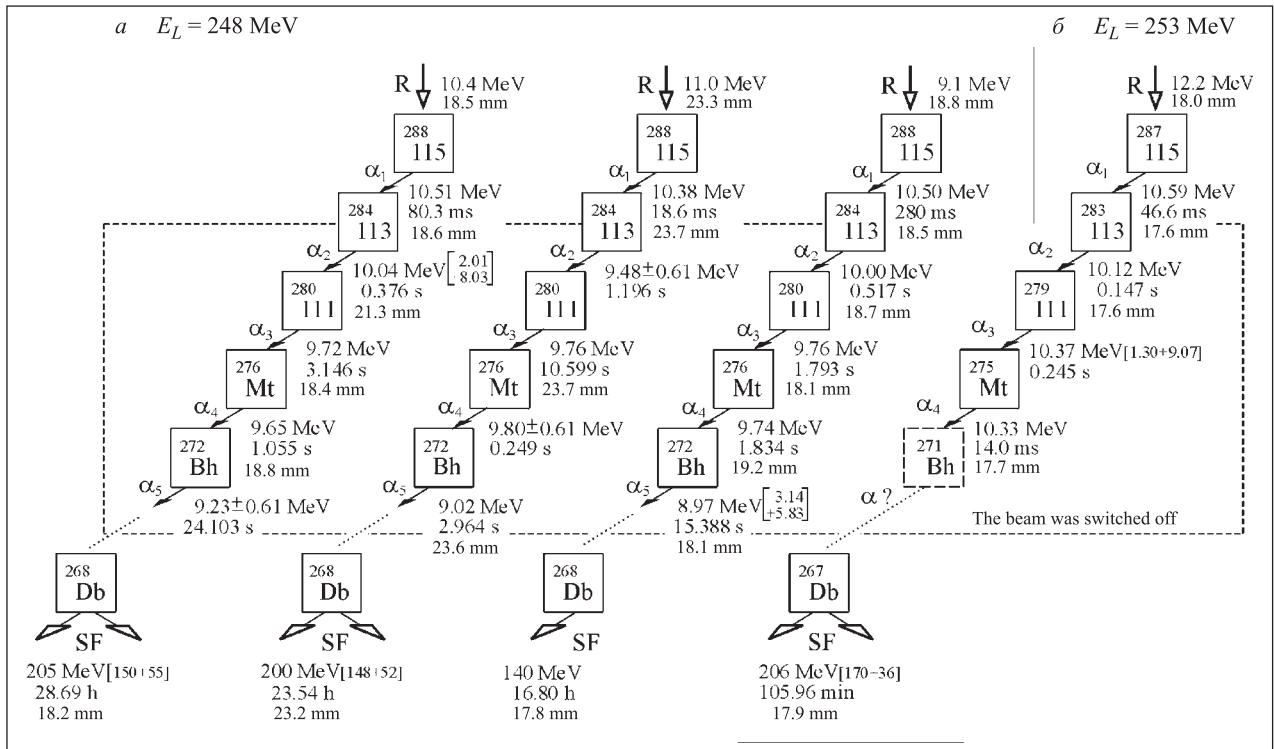 а E_L = 248 MeV
б E_L = 253 MeV
R 10.4 MeV
18.5 mm
288
115
α1
10.51 MeV
80.3 ms
18.6 mm
284
113
α2
10.04 MeV [2.01
8.03]
0.376 s
21.3 mm
280
111
α3
9.72 MeV
3.146 s
18.4 mm
276
Mt
α4
9.65 MeV
1.055 s
18.8 mm
272
Bh
α5
9.23±0.61 MeV
24.103 s
268
Db
SF
205 MeV[150+55]
28.69 h
18.2 mm
R 11.0 MeV
23.3 mm
288
115
α1
10.38 MeV
18.6 ms
23.7 mm
284
113
α2
9.48±0.61 MeV
1.196 s
280
111
α3
9.76 MeV
10.599 s
23.7 mm
276
Mt
α4
9.80±0.61 MeV
0.249 s
272
Bh
α5
9.02 MeV
2.964 s
23.6 mm
268
Db
SF
200 MeV[148+52]
23.54 h
23.2 mm
R 9.1 MeV
18.8 mm
288
115
α1
10.50 MeV
280 ms
18.5 mm
284
113
α2
10.00 MeV
0.517 s
18.7 mm
280
111
α3
9.76 MeV
1.793 s
18.1 mm
276
Mt
α4
9.74 MeV
1.834 s
19.2 mm
272
Bh
α5
8.97 MeV [3.14
+5.83]
15.388 s
18.1 mm
268
Db
SF
140 MeV
16.80 h
17.8 mm
R 12.2 MeV
18.0 mm
287
115
α1
10.59 MeV
46.6 ms
17.6 mm
283
113
α2
10.12 MeV
0.147 s
17.6 mm
279
111
α3
10.37 MeV[1.30+9.07]
0.245 s
275
Mt
α4
10.33 MeV
14.0 ms
17.7 mm
271
Bh
α ?
The beam was switched off
267
Db
SF
206 MeV[170−36]
105.96 min
17.9 mm